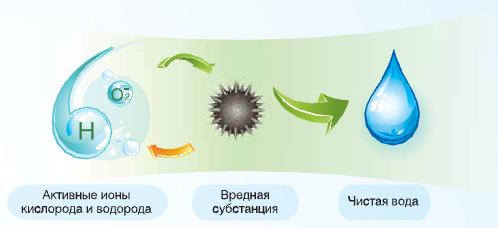 O₂⁻
H
Активные ионы
кислорода и водорода
Вредная
субстанция
Чистая вода